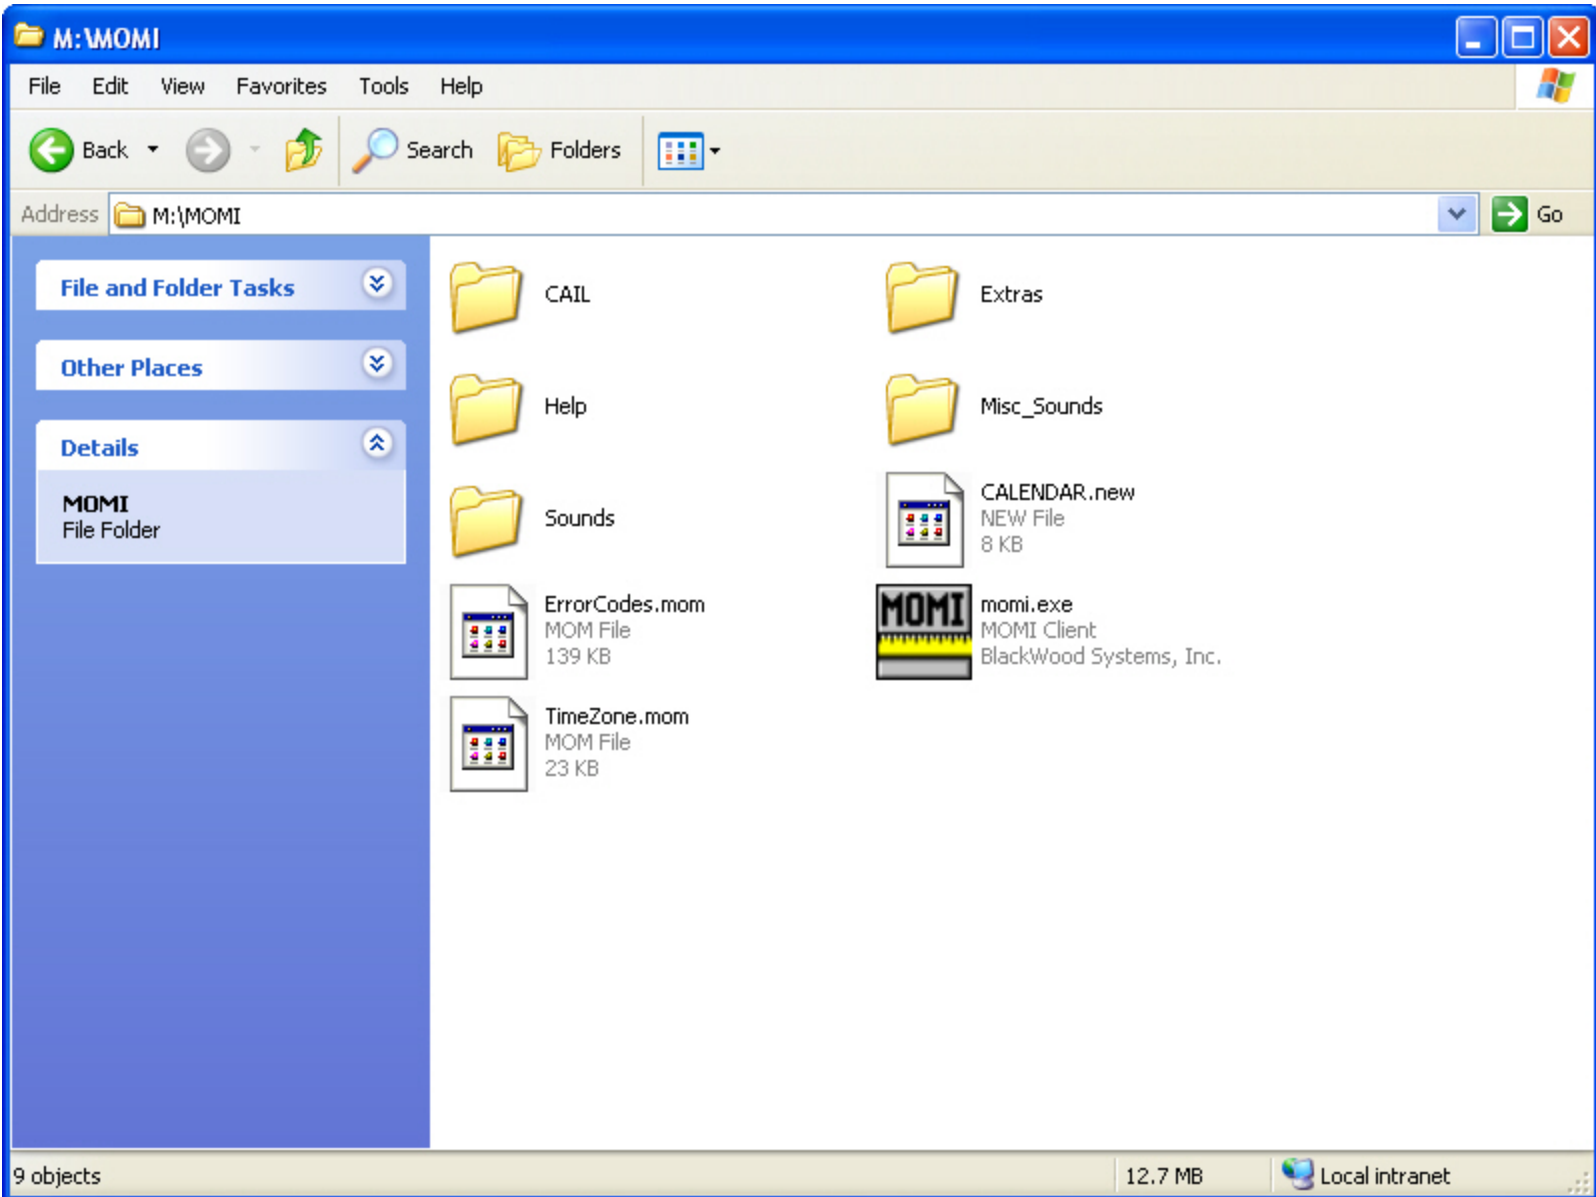 M:\MOMI
File Edit View Favorites Tools Help
Back Search Folders
Address M:\MOMI Go
File and Folder Tasks
Other Places
Details
MOMI
File Folder
CAIL
Extras
Help
Misc_Sounds
Sounds
CALENDAR.new
NEW File
8 KB
ErrorCodes.mom
MOM File
139 KB
MOMI
momi.exe
MOMI Client
BlackWood Systems, Inc.
TimeZone.mom
MOM File
23 KB
9 objects 12.7 MB Local intranet